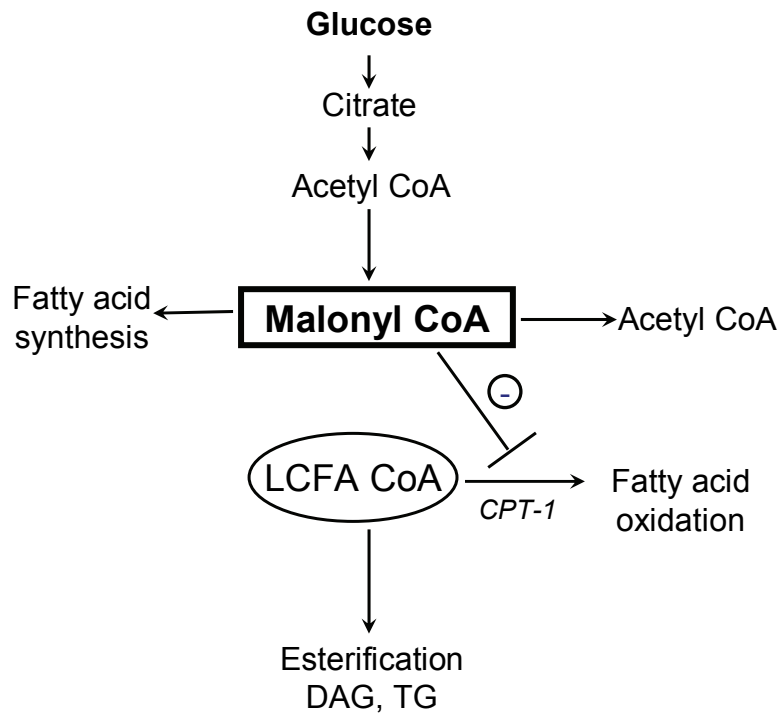 Glucose
Citrate
Acetyl CoA
Fatty acid
synthesis
Malonyl CoA
Acetyl CoA
-
LCFA CoA
CPT-1
Fatty acid
oxidation
Esterification
DAG, TG